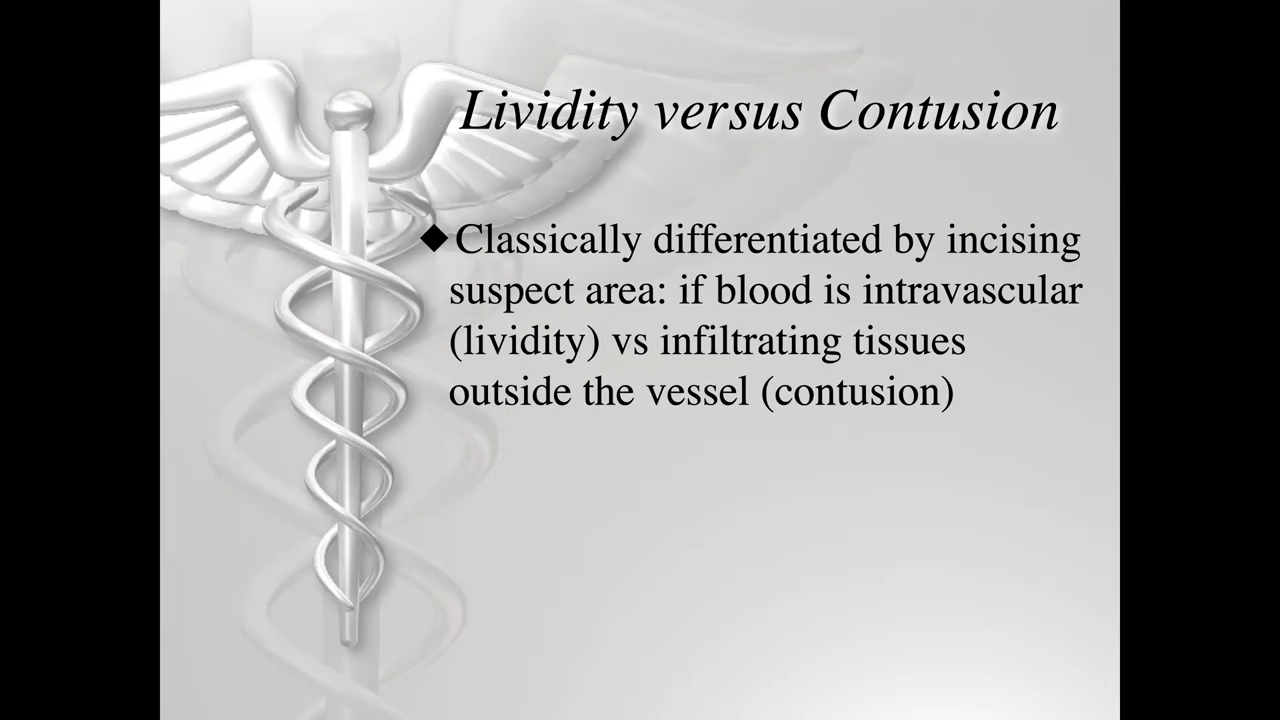 Lividity versus Contusion
◆Classically differentiated by incising
suspect area: if blood is intravascular
(lividity) vs infiltrating tissues
outside the vessel (contusion)